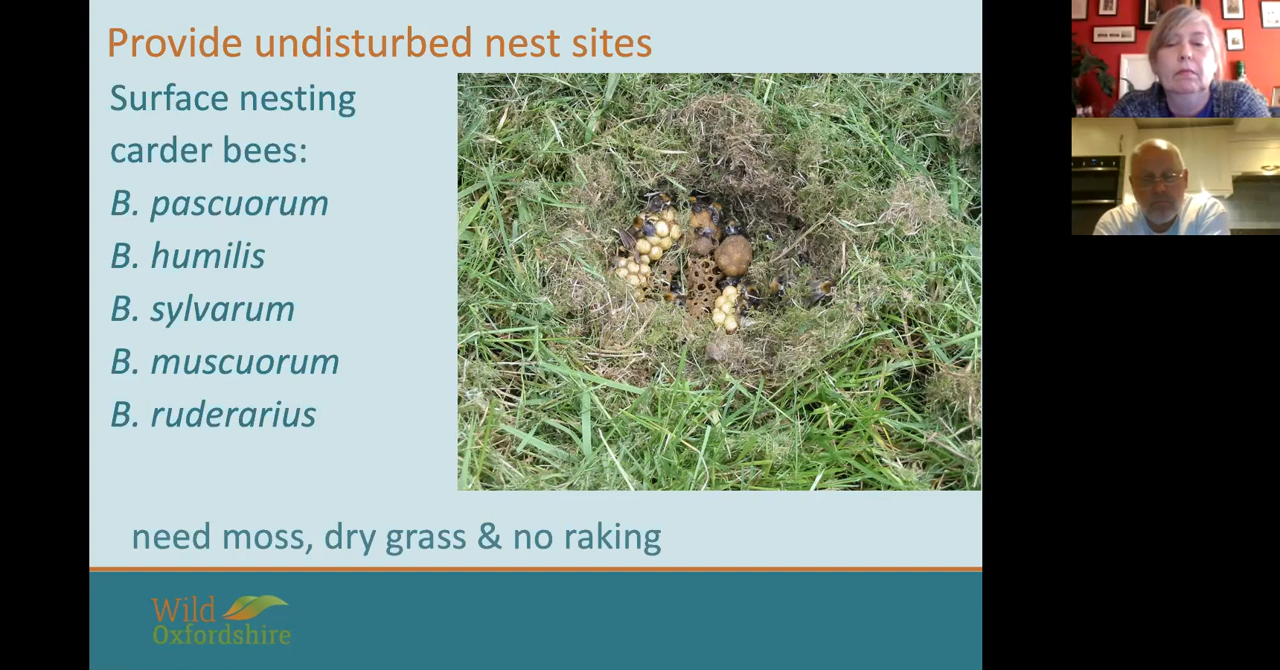 Provide undisturbed nest sites
Surface nesting
carder bees:
B. pascuorum
B. humilis
B. sylvarum
B. muscuorum
B. ruderarius
need moss, dry grass & no raking
Wild
Oxfordshire